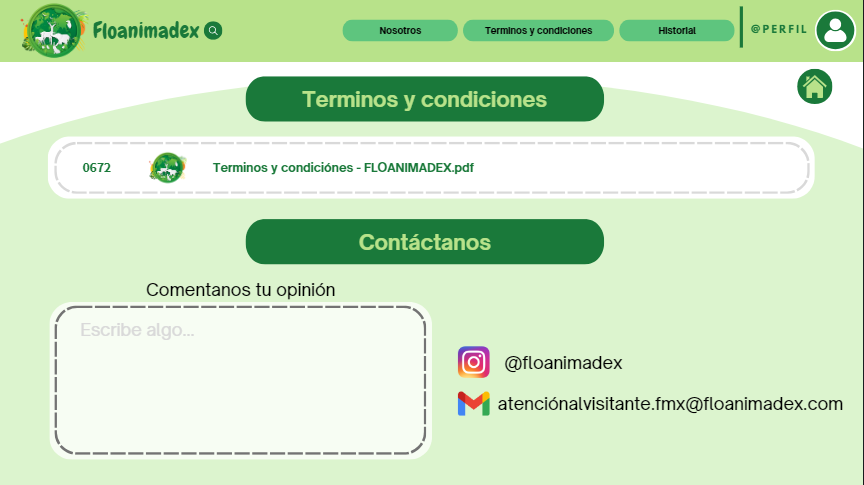 Floanimadex
Nosotros
Terminos y condiciones
Historial
@PERFIL
Terminos y condiciones
0672
Terminos y condiciónes - FLOANIMADEX.pdf
Contáctanos
Comentanos tu opinión
Escribe algo...
@floanimadex
atenciónalvisitante.fmx@floanimadex.com